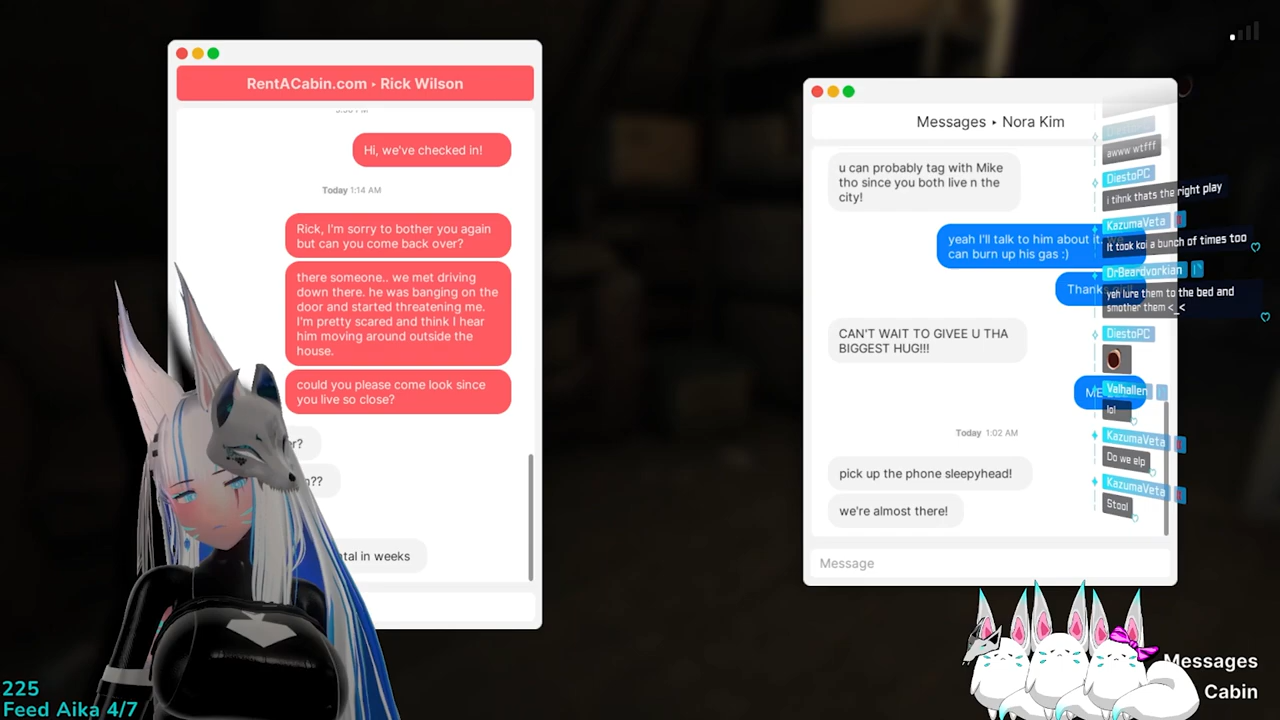 RentACabin.com ▸ Rick Wilson
Hi, we've checked in!
Today 1:14 AM
Rick, I'm sorry to bother you again
but can you come back over?
there someone.. we met driving
down there. he was banging on the
door and started threatening me.
I'm pretty scared and think I hear
him moving around outside the
house.
could you please come look since
you live so close?
in weeks
Messages ▸ Nora Kim
u can probably tag with Mike
tho since you both live n the
city!
yeah I'll talk to him about it.
can burn up his gas :)
Thanks
CAN'T WAIT TO GIVEE U THA
BIGGEST HUG!!!
Today 1:02 AM
pick up the phone sleepyhead!
we're almost there!
Message
awww wtfff
DiestoPC
i tihnk thats the right play
KazumaVeta
It took koi a bunch of times too
DrBeardvorkian
yeh lure them to the bed and
smother them <_<
DiestoPC
Valhallen
lol
KazumaVeta
Do we elp
KazumaVeta
Stool
Messages
Cabin
225
Feed Aika 4/7